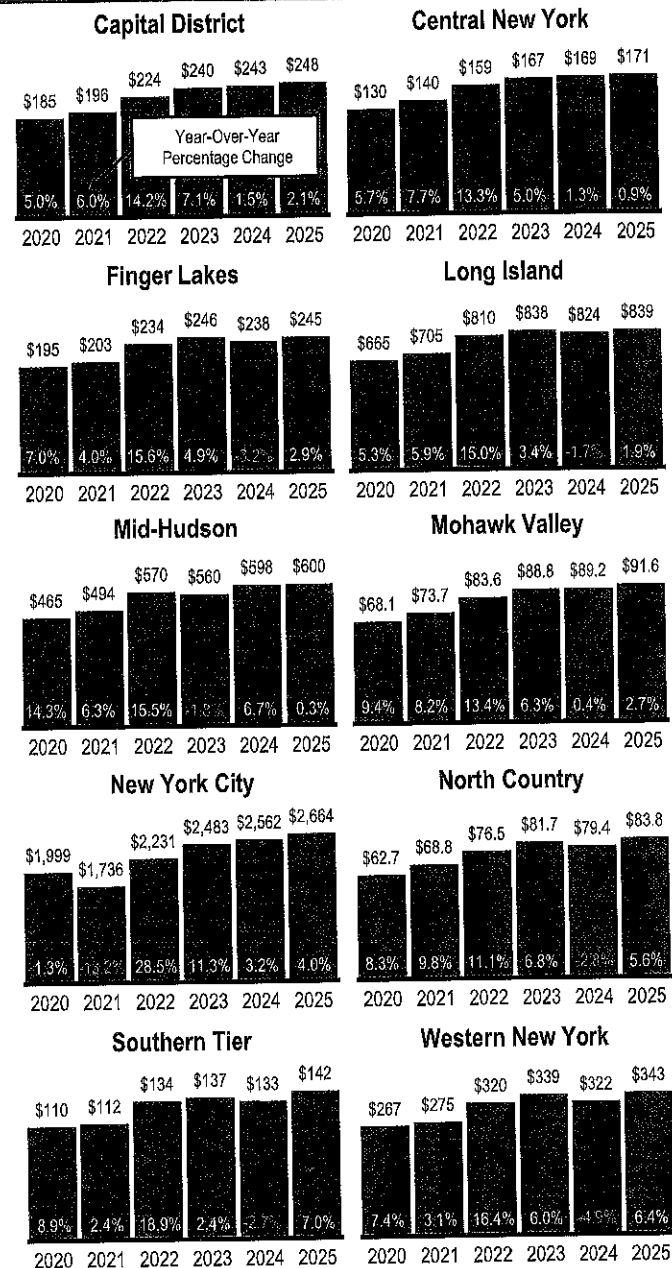 Capital District
$185 $196 $224 $240 $243 $248
Year-Over-Year
Percentage Change
5.0% 6.0% 14.2% 7.1% 1.5% 2.1%
2020 2021 2022 2023 2024 2025
Central New York
$130 $140 $159 $167 $169 $171
5.7% 7.7% 13.3% 5.0% 1.3% 0.9%
2020 2021 2022 2023 2024 2025
Finger Lakes
$195 $203 $234 $246 $238 $245
7.0% 4.0% 15.6% 4.9% -3.2% 2.9%
2020 2021 2022 2023 2024 2025
Long Island
$665 $705 $810 $838 $824 $839
5.3% 5.9% 15.0% 3.4% -1.7% 1.9%
2020 2021 2022 2023 2024 2025
Mid-Hudson
$465 $494 $570 $560 $598 $600
14.3% 6.3% 15.5% -1.8% 6.7% 0.3%
2020 2021 2022 2023 2024 2025
Mohawk Valley
$68.1 $73.7 $83.6 $88.8 $89.2 $91.6
9.4% 8.2% 13.4% 6.3% 0.4% 2.7%
2020 2021 2022 2023 2024 2025
New York City
$1,999 $1,736 $2,231 $2,483 $2,562 $2,664
1.3% -13.2% 28.5% 11.3% 3.2% 4.0%
2020 2021 2022 2023 2024 2025
North Country
$62.7 $68.8 $76.5 $81.7 $79.4 $83.8
8.3% 9.8% 11.1% 6.8% -2.8% 5.6%
2020 2021 2022 2023 2024 2025
Southern Tier
$110 $112 $134 $137 $133 $142
8.9% 2.4% 18.9% 2.4% -2.7% 7.0%
2020 2021 2022 2023 2024 2025
Western New York
$267 $275 $320 $339 $322 $343
7.4% 3.1% 16.4% 6.0% -4.9% 6.4%
2020 2021 2022 2023 2024 2025